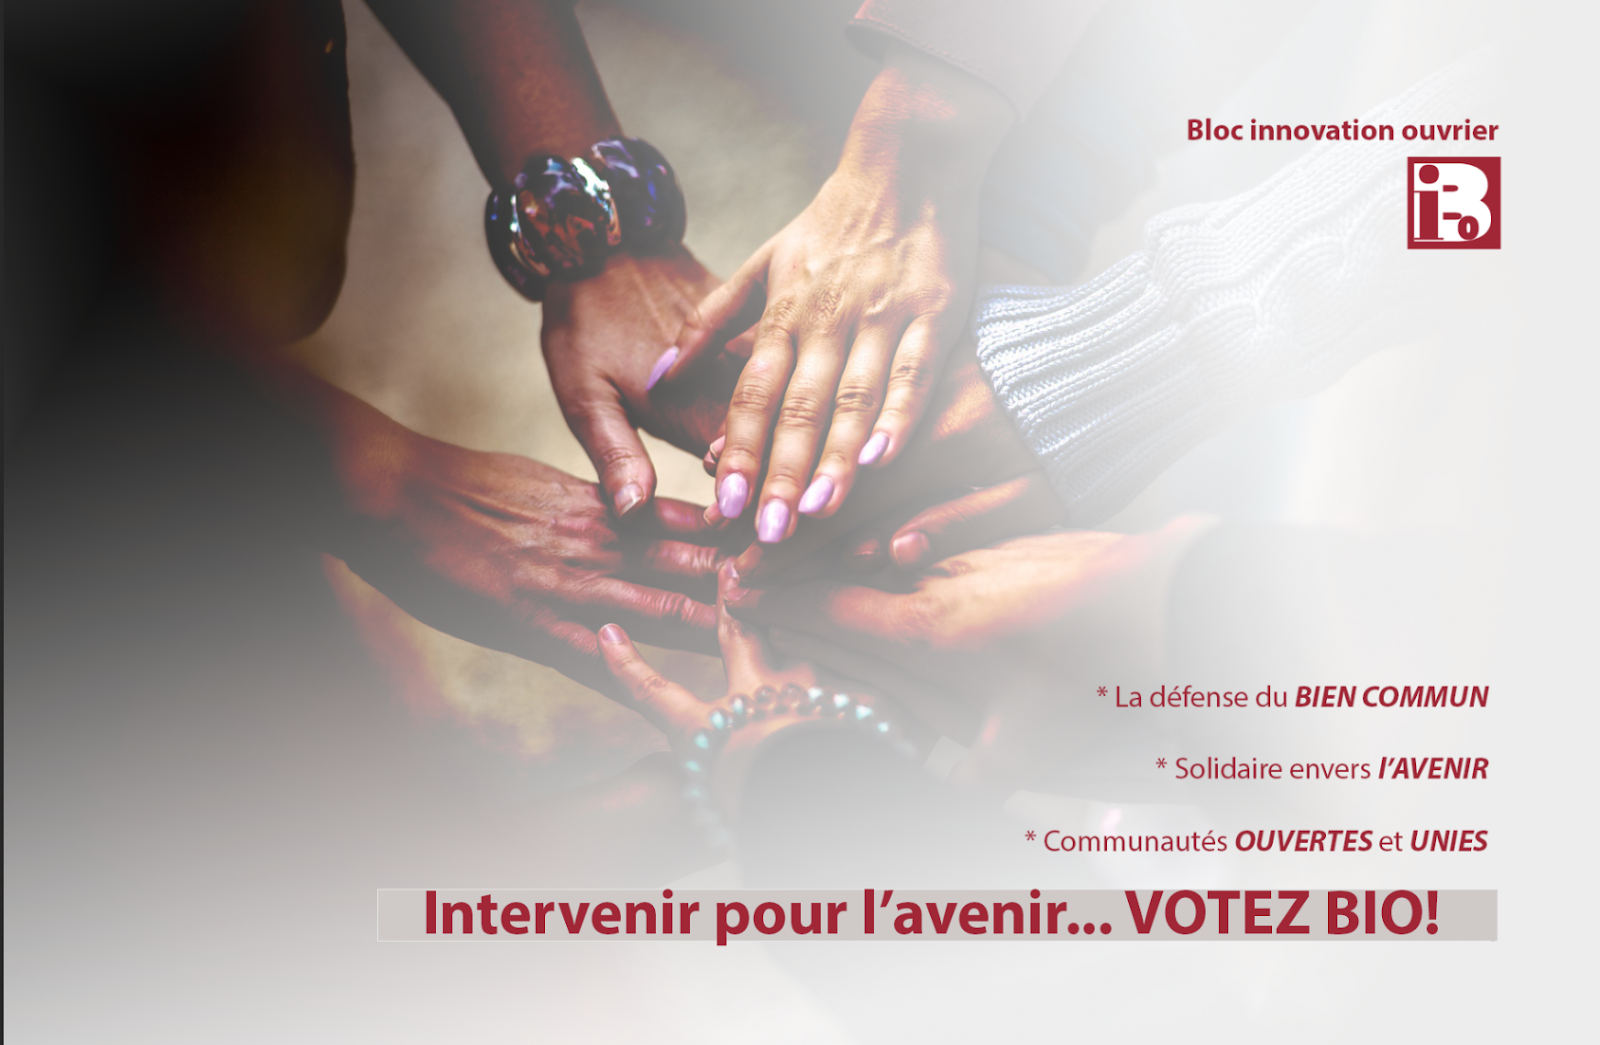 Bloc innovation ouvrier
BiO
* La défense du BIEN COMMUN
* Solidaire envers l’AVENIR
* Communautés OUVERTES et UNIES
Intervenir pour l’avenir... VOTEZ BIO!